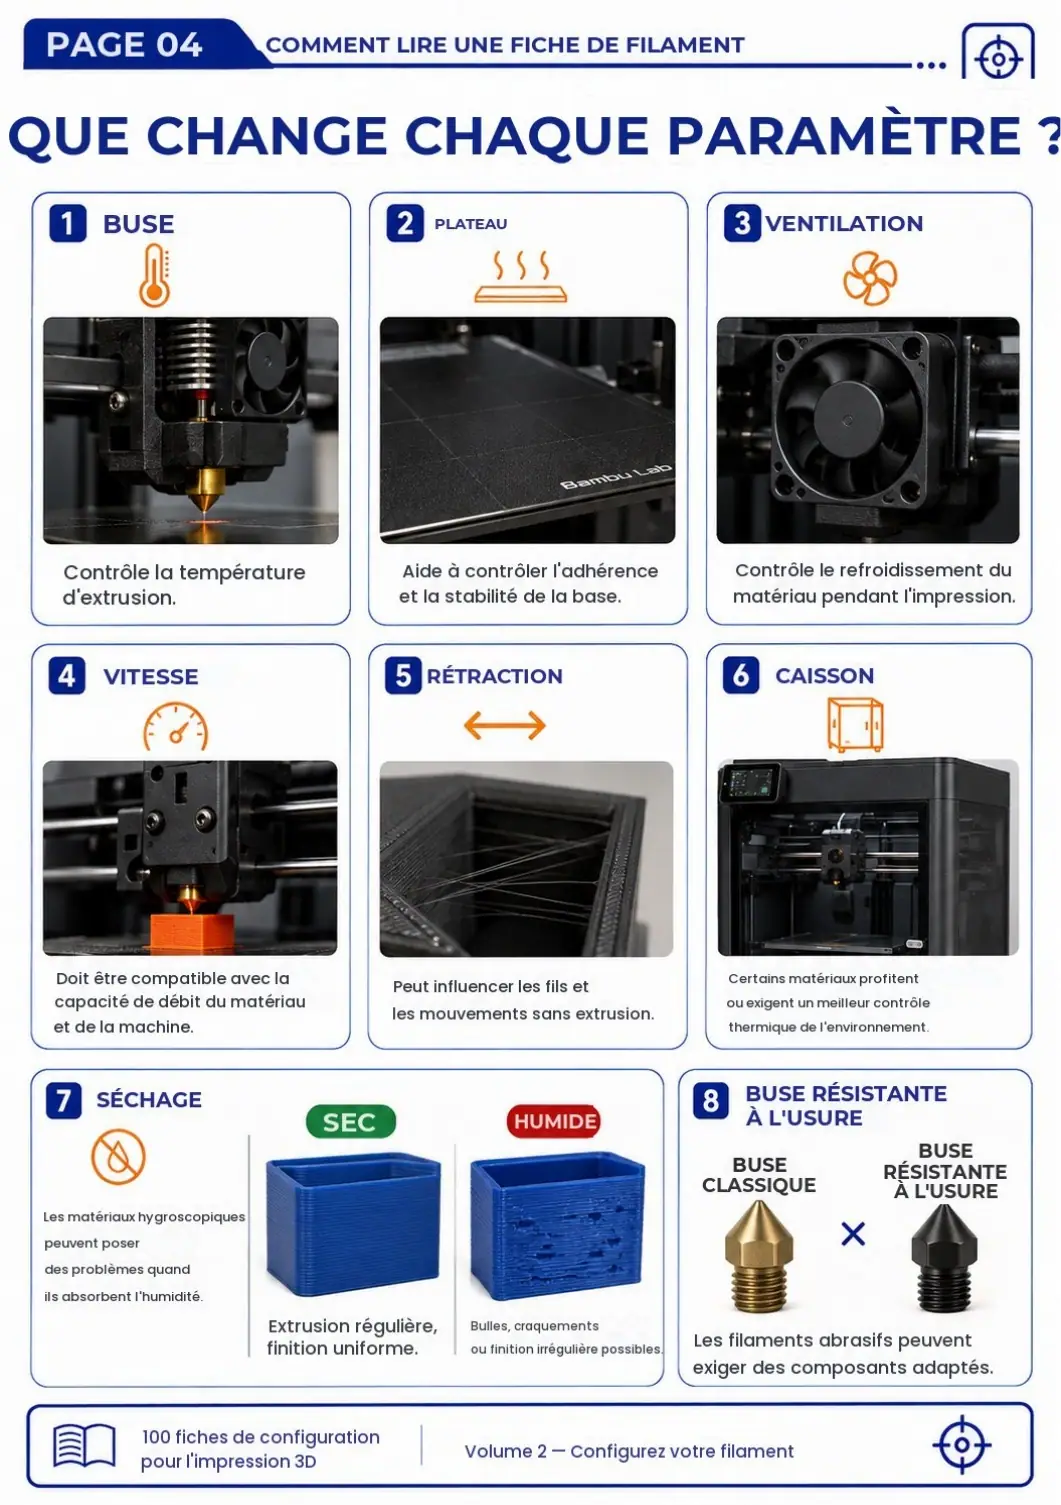 PAGE 04
COMMENT LIRE UNE FICHE DE FILAMENT
QUE CHANGE CHAQUE PARAMÈTRE ?
1 BUSE
Contrôle la température
d'extrusion.
2 PLATEAU
Bambu Lab
Aide à contrôler l'adhérence
et la stabilité de la base.
3 VENTILATION
Contrôle le refroidissement du
matériau pendant l'impression.
4 VITESSE
Doit être compatible avec la
capacité de débit du matériau
et de la machine.
5 RÉTRACTION
Peut influencer les fils et
les mouvements sans extrusion.
6 CAISSON
Certains matériaux profitent
ou exigent un meilleur contrôle
thermique de l'environnement.
7 SÉCHAGE
Les matériaux hygroscopiques
peuvent poser
des problèmes quand
ils absorbent l'humidité.
SEC
Extrusion régulière,
finition uniforme.
HUMIDE
Bulles, craquements
ou finition irrégulière possibles.
8 BUSE RÉSISTANTE
À L'USURE
BUSE
CLASSIQUE
BUSE
RÉSISTANTE
À L'USURE
Les filaments abrasifs peuvent
exiger des composants adaptés.
100 fiches de configuration
pour l'impression 3D
Volume 2 — Configurez votre filament